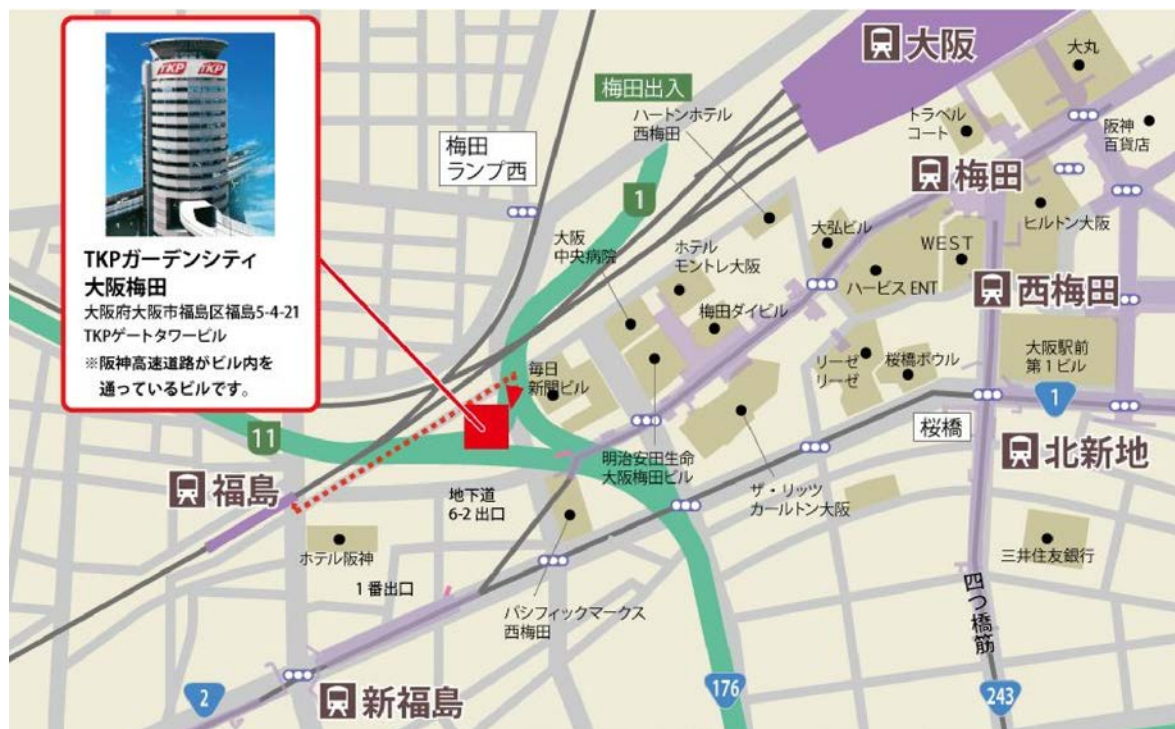 TKP TKP
TKPガーデンシティ
大阪梅田
大阪府大阪市福島区福島5-4-21
TKPゲートタワービル
※阪神高速道路がビル内を
通っているビルです。
大阪
大丸
梅田出入
ハートンホテル
西梅田
トラベル
コート
阪神
百貨店
梅田
ランプ西
梅田
1
ヒルトン大阪
大弘ビル
WEST
大阪
中央病院
ホテル
モントレ大阪
西梅田
ハービス ENT
梅田ダイビル
毎日
新聞ビル
リーゼ
リーゼ
桜橋ボウル
大阪駅前
第１ビル
1
桜橋
11
北新地
明治安田生命
大阪梅田ビル
福島
地下道
6-2 出口
ザ・リッツ
カールトン大阪
ホテル阪神
三井住友銀行
1 番出口
パシフィックマークス
西梅田
四つ橋筋
2
新福島
176
243